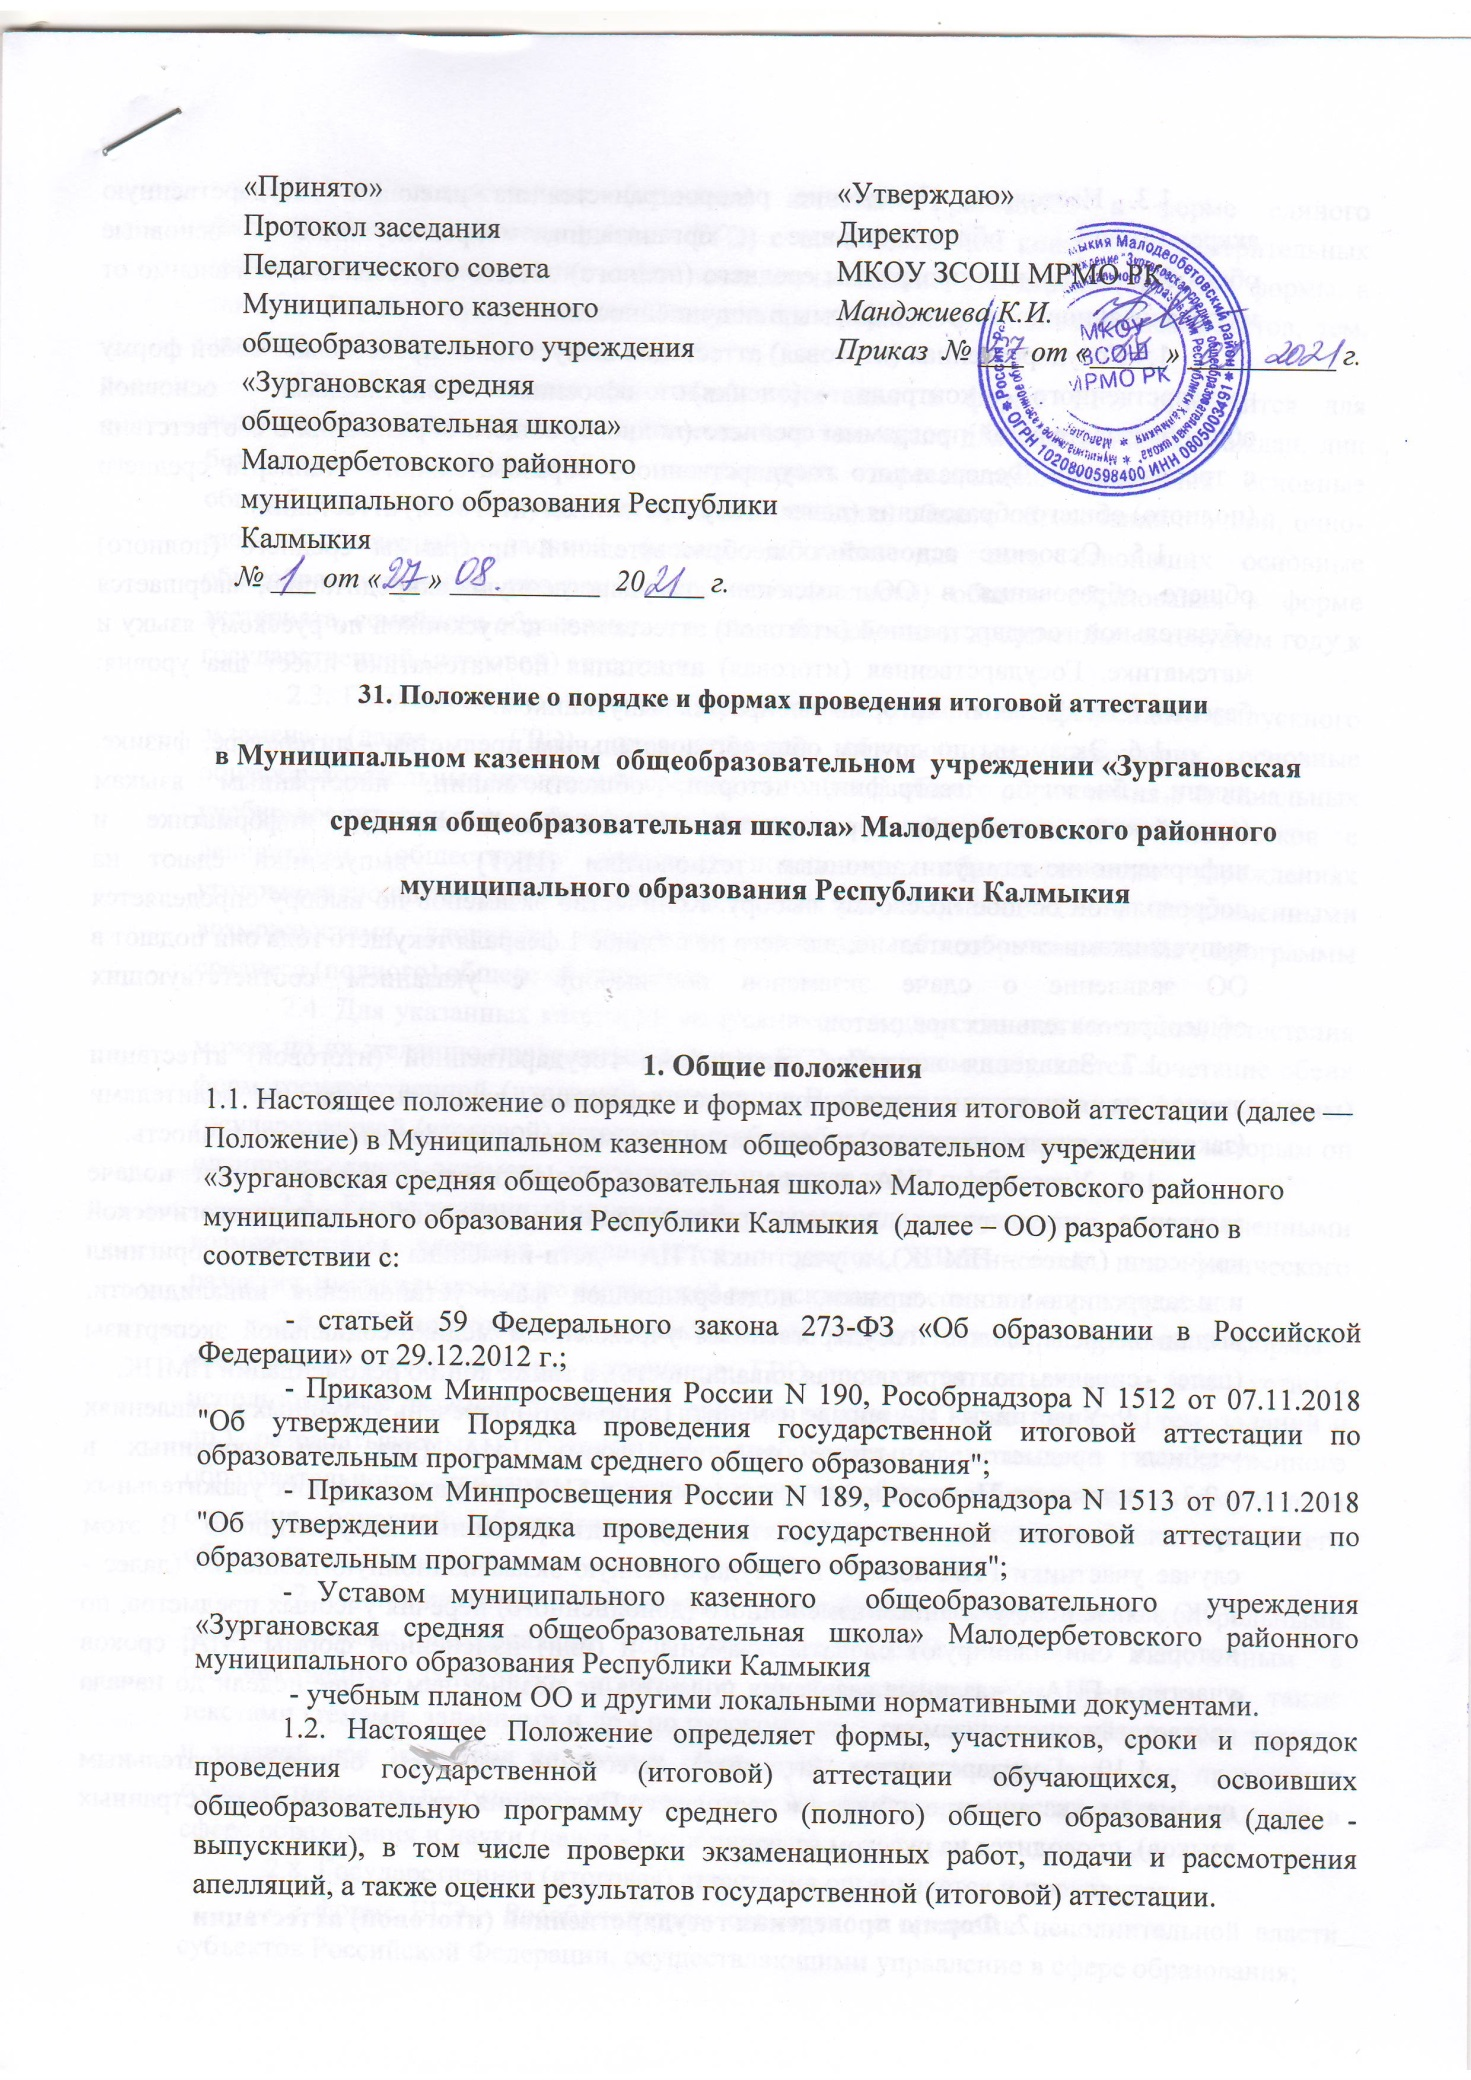 «Принято»
Протокол заседания
Педагогического совета
Муниципального казенного
общеобразовательного учреждения
«Зургановская средняя
общеобразовательная школа»
Малодербетовского районного
муниципального образования Республики
Калмыкия
№ 1 от «27» 08. 2021 г.
«Утверждаю»
Директор
МКОУ ЗСОШ МРМО РК
Манджиева К.И.
Приказ № от « » 2021 г.
МКОУ
ЗСОШ
МРМО РК
ОГРН 1020800598400 ИНН 0805003491
31. Положение о порядке и формах проведения итоговой аттестации
в Муниципальном казенном общеобразовательном учреждении «Зургановская
средняя общеобразовательная школа» Малодербетовского районного
муниципального образования Республики Калмыкия
1. Общие положения
1.1. Настоящее положение о порядке и формах проведения итоговой аттестации (далее —
Положение) в Муниципальном казенном общеобразовательном учреждении
«Зургановская средняя общеобразовательная школа» Малодербетовского районного
муниципального образования Республики Калмыкия (далее – ОО) разработано в
соответствии с:
- статьей 59 Федерального закона 273-ФЗ «Об образовании в Российской
Федерации» от 29.12.2012 г.;
- Приказом Минпросвещения России N 190, Рособрнадзора N 1512 от 07.11.2018
"Об утверждении Порядка проведения государственной итоговой аттестации по
образовательным программам среднего общего образования";
- Приказом Минпросвещения России N 189, Рособрнадзора N 1513 от 07.11.2018
"Об утверждении Порядка проведения государственной итоговой аттестации по
образовательным программам основного общего образования";
- Уставом муниципального казенного общеобразовательного учреждения
«Зургановская средняя общеобразовательная школа» Малодербетовского районного
муниципального образования Республики Калмыкия
- учебным планом ОО и другими локальными нормативными документами.
1.2. Настоящее Положение определяет формы, участников, сроки и порядок
проведения государственной (итоговой) аттестации обучающихся, освоивших
общеобразовательную программу среднего (полного) общего образования (далее -
выпускники), в том числе проверки экзаменационных работ, подачи и рассмотрения
апелляций, а также оценки результатов государственной (итоговой) аттестации.